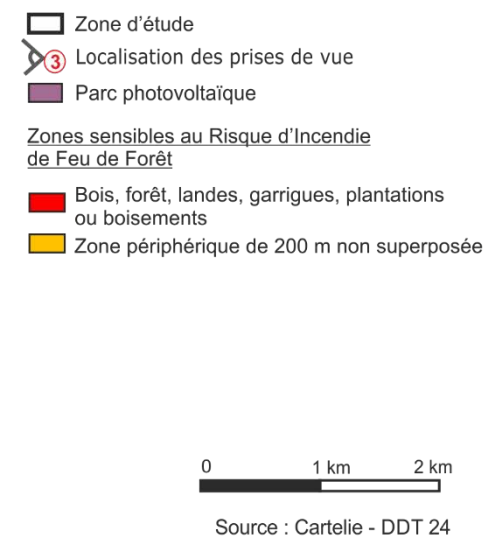 Zone d'étude
③ Localisation des prises de vue
Parc photovoltaïque
Zones sensibles au Risque d'Incendie
de Feu de Forêt
Bois, forêt, landes, garrigues, plantations
ou boisements
Zone périphérique de 200 m non superposée
0 1 km 2 km
Source : Cartelie - DDT 24